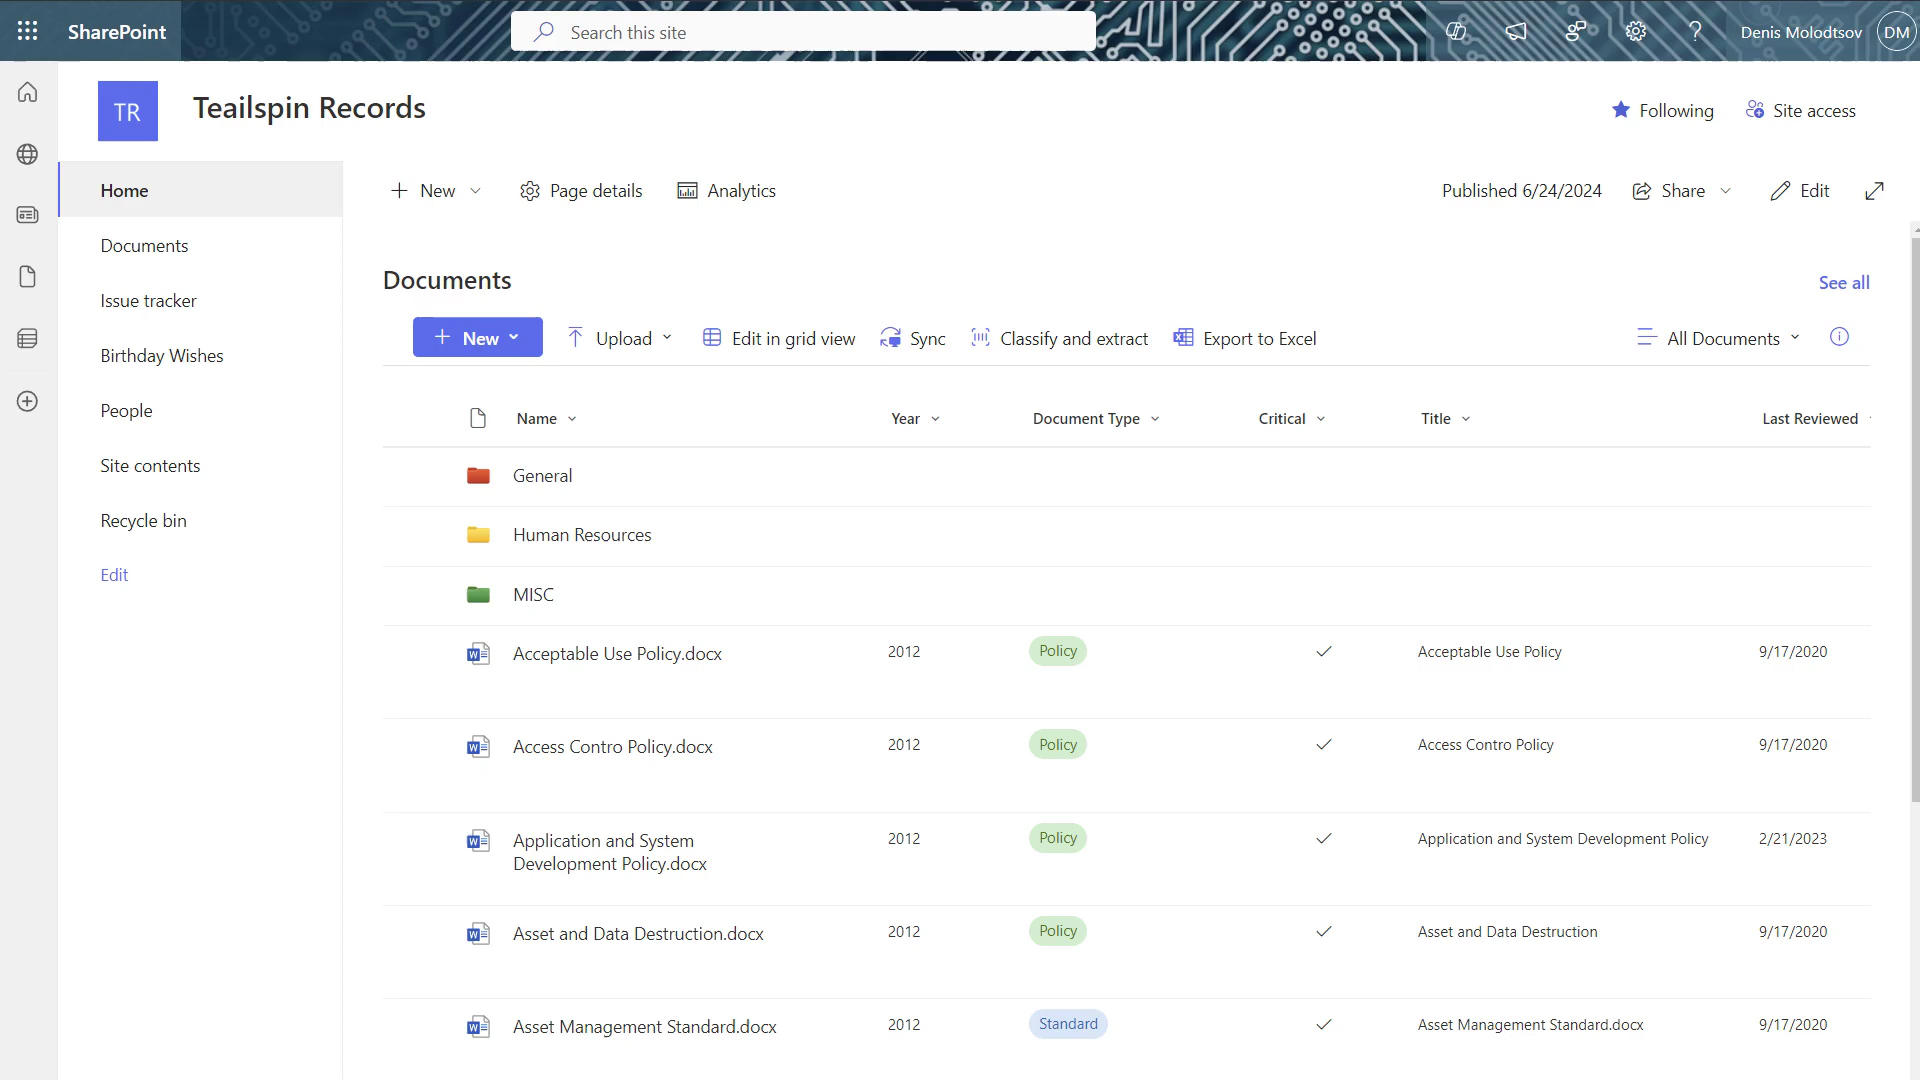 SharePoint
Search this site
Denis Molodtsov
DM
TR
Teailspin Records
Following
Site access
Home
Documents
Issue tracker
Birthday Wishes
People
Site contents
Recycle bin
Edit
New
Page details
Analytics
Published 6/24/2024
Share
Edit
Documents
See all
New
Upload
Edit in grid view
Sync
Classify and extract
Export to Excel
All Documents
Name Year Document Type Critical Title Last Reviewed
General
Human Resources
MISC
Acceptable Use Policy.docx 2012 Policy Acceptable Use Policy 9/17/2020
Access Contro Policy.docx 2012 Policy Access Contro Policy 9/17/2020
Application and System 2012 Policy Application and System Development Policy 2/21/2023
Development Policy.docx
Asset and Data Destruction.docx 2012 Policy Asset and Data Destruction 9/17/2020
Asset Management Standard.docx 2012 Standard Asset Management Standard.docx 9/17/2020